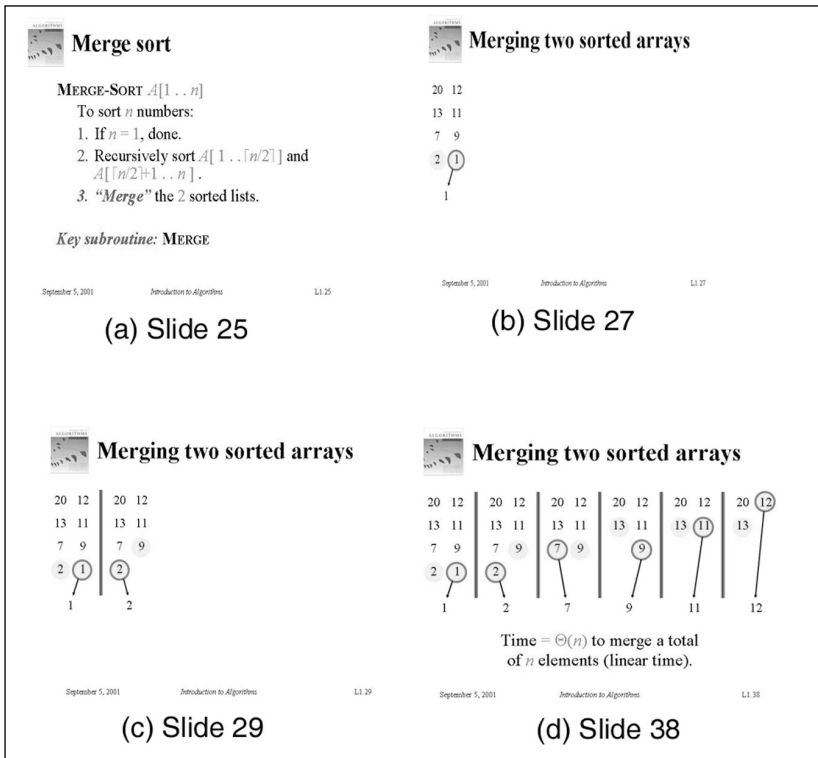 ALGORITHMS
Merge sort
MERGE-SORT A[1 . . n]
To sort n numbers:
1. If n = 1, done.
2. Recursively sort A[ 1 . . ⌈n/2⌉ ] and
A[ ⌈n/2⌉+1 . . n ] .
3. “Merge” the 2 sorted lists.
Key subroutine: MERGE
September 5, 2001 Introduction to Algorithms L1.25
(a) Slide 25
ALGORITHMS
Merging two sorted arrays
20 12
13 11
7 9
2 1
1
September 5, 2001 Introduction to Algorithms L1.27
(b) Slide 27
ALGORITHMS
Merging two sorted arrays
20 12 20 12
13 11 13 11
7 9 7 9
2 1 2
1 2
September 5, 2001 Introduction to Algorithms L1.29
(c) Slide 29
ALGORITHMS
Merging two sorted arrays
20 12 20 12 20 12 20 12 20 12 20 12
13 11 13 11 13 11 13 11 13 11 13
7 9 7 9 7 9 9
2 1 2
1 2 7 9 11 12
Time = Θ(n) to merge a total
of n elements (linear time).
September 5, 2001 Introduction to Algorithms L1.38
(d) Slide 38